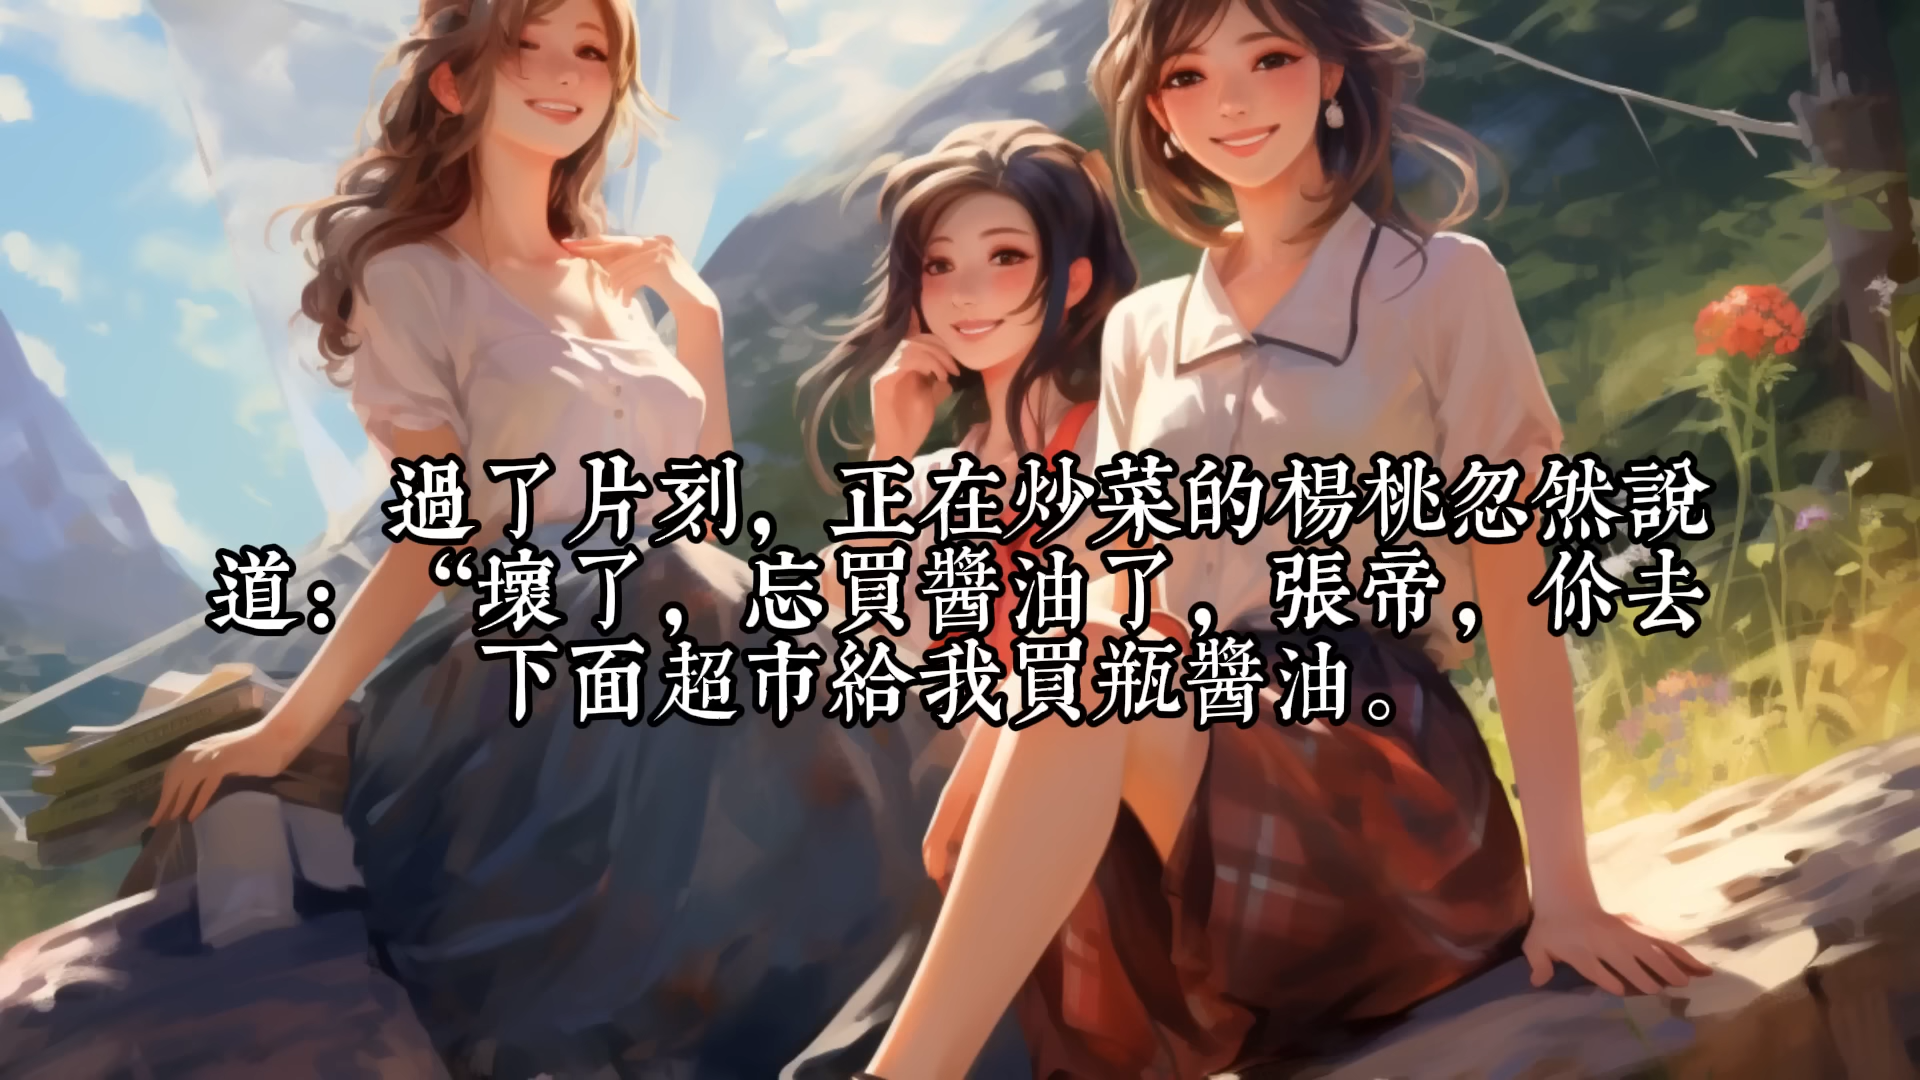 過了片刻，正在炒菜的楊桃忽然說
道：“壞了，忘買醬油了，張帝，你去
下面超市給我買瓶醬油。